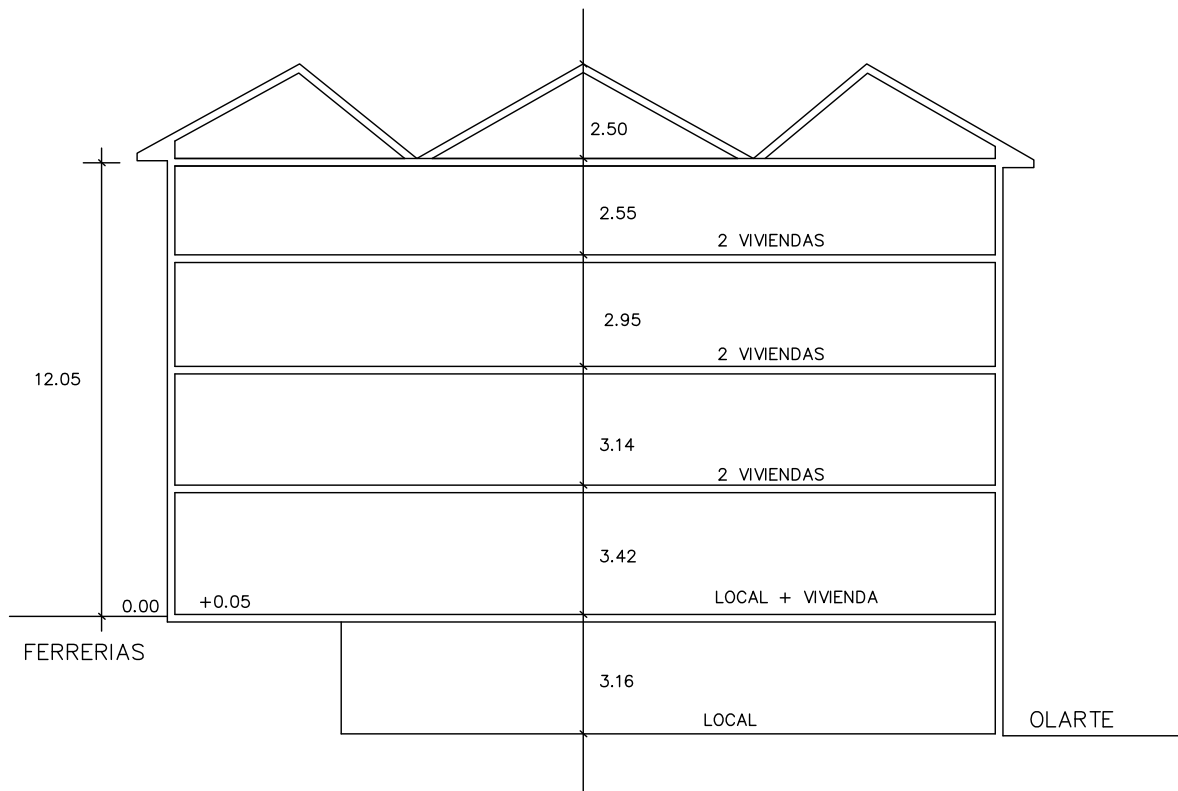 2.50
2.55
2 VIVIENDAS
2.95
2 VIVIENDAS
12.05
3.14
2 VIVIENDAS
3.42
LOCAL + VIVIENDA
0.00
+0.05
FERRERIAS
3.16
LOCAL
OLARTE